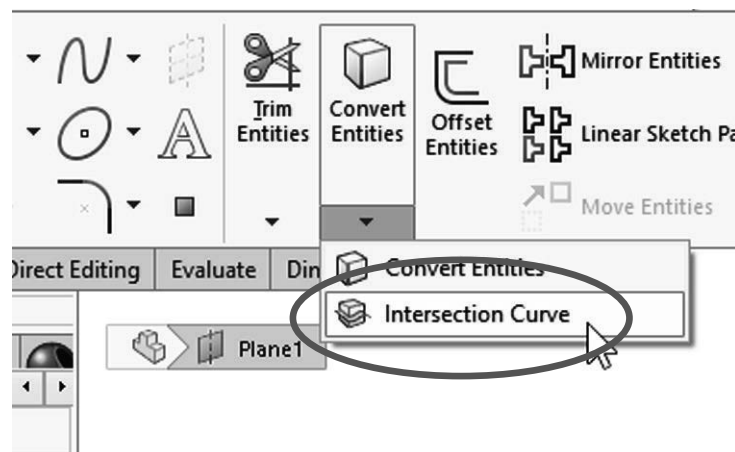 Trim
Entities
Convert
Entities
Offset
Entities
Mirror Entities
Linear Sketch Pa
Move Entities
Direct Editing
Evaluate
Din
Convert Entities
Intersection Curve
Plane1